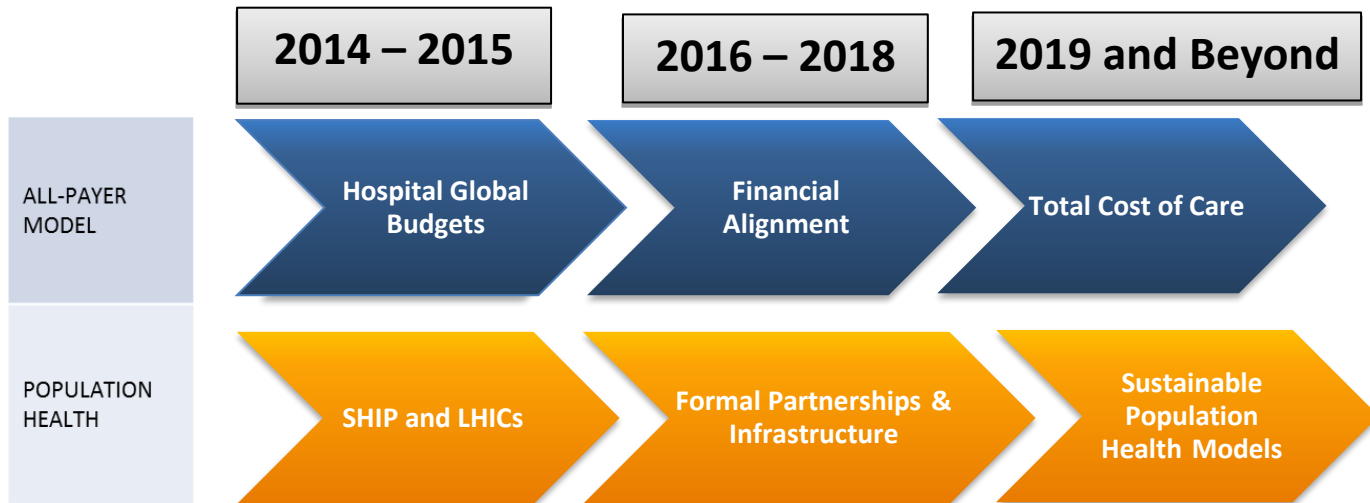 2014 – 2015
2016 – 2018
2019 and Beyond
ALL-PAYER
MODEL
Hospital Global
Budgets
Financial
Alignment
Total Cost of Care
POPULATION
HEALTH
SHIP and LHICs
Formal Partnerships &
Infrastructure
Sustainable
Population
Health Models